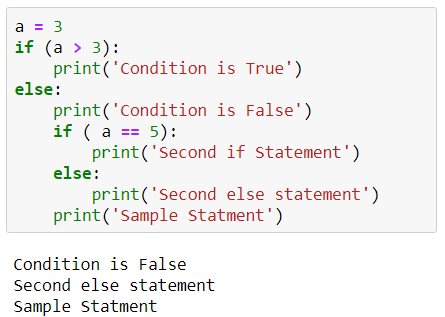 a = 3
if (a > 3):
    print('Condition is True')
else:
    print('Condition is False')
    if ( a == 5):
        print('Second if Statement')
    else:
        print('Second else statement')
    print('Sample Statment')
Condition is False
Second else statement
Sample Statment